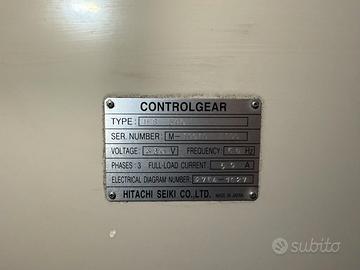 CONTROLGEAR
TYPE:
SER. NUMBER: M-
VOLTAGE: V FREQUENCY: Hz
PHASES: 3 FULL-LOAD CURRENT: A
ELECTRICAL DIAGRAM NUMBER:
HITACHI SEIKI CO., LTD. MADE IN JAPAN
subito